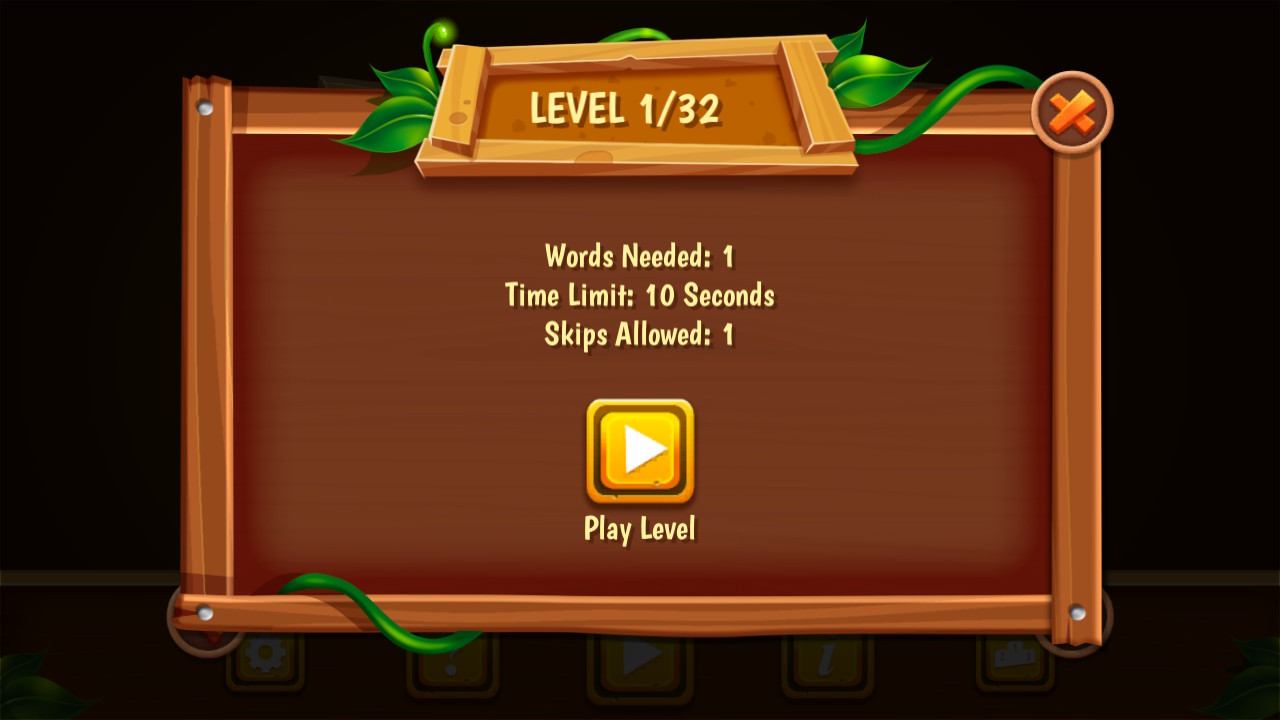 LEVEL 1/32
Words Needed: 1
Time Limit: 10 Seconds
Skips Allowed: 1
Play Level